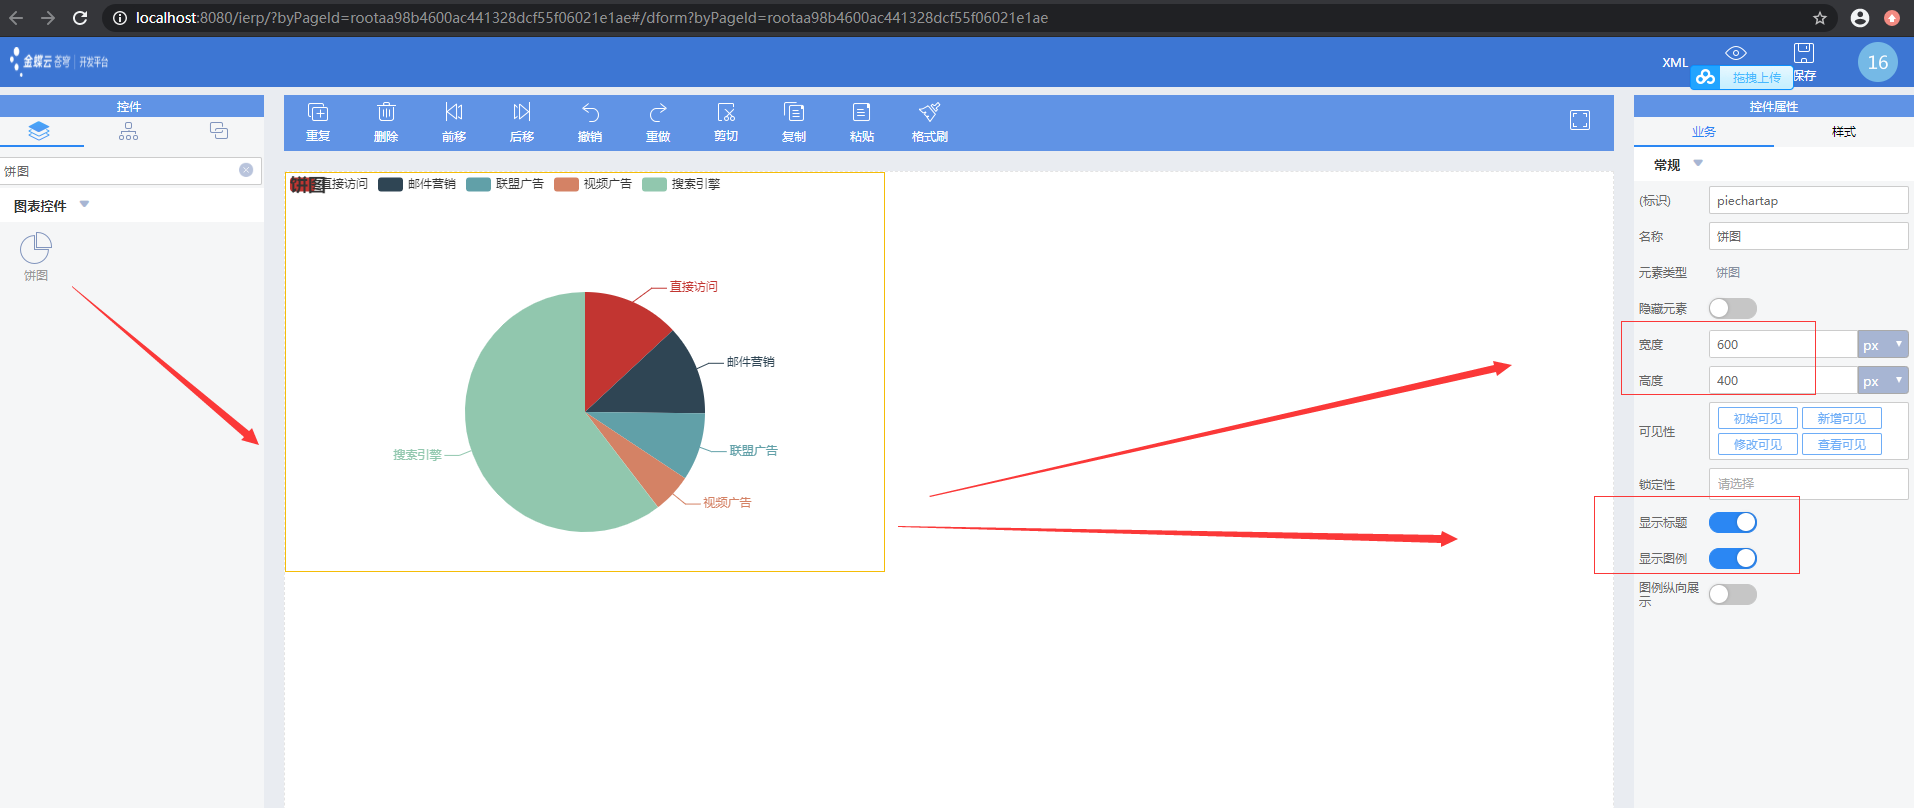 localhost:8080/ierp/?byPageId=rootaa98b4600ac441328dcf55f06021e1ae#/dform?byPageId=rootaa98b4600ac441328dcf55f06021e1ae
金蝶云 苍穹 | 开发平台
XML
拖拽上传
保存
16
控件
饼图
图表控件
饼图
重复
删除
前移
后移
撤销
重做
剪切
复制
粘贴
格式刷
饼图
直接访问
邮件营销
联盟广告
视频广告
搜索引擎
直接访问
邮件营销
联盟广告
视频广告
搜索引擎
控件属性
业务 样式
常规
(标识) piechartap
名称 饼图
元素类型 饼图
隐藏元素
宽度 600 px
高度 400 px
可见性 初始可见 新增可见
修改可见 查看可见
锁定性 请选择
显示标题
显示图例
图例纵向展
示